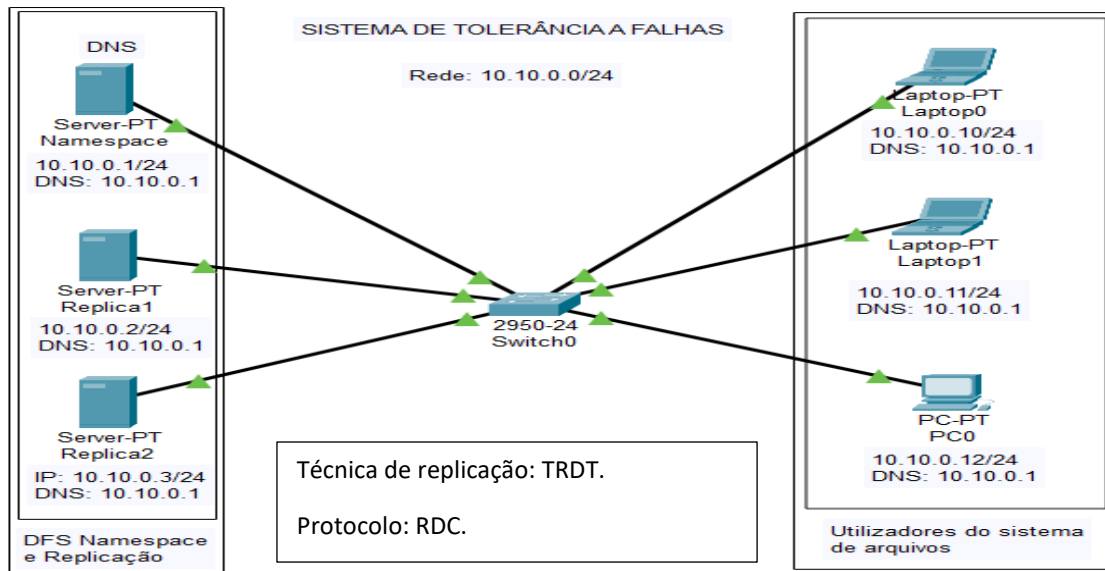 SISTEMA DE TOLERÂNCIA A FALHAS
Rede: 10.10.0.0/24
DNS
Server-PT
Namespace
10.10.0.1/24
DNS: 10.10.0.1
Server-PT
Replica1
10.10.0.2/24
DNS: 10.10.0.1
Server-PT
Replica2
IP: 10.10.0.3/24
DNS: 10.10.0.1
DFS Namespace
e Replicação
2950-24
Switch0
Técnica de replicação: TRDT.
Protocolo: RDC.
Laptop-PT
Laptop0
10.10.0.10/24
DNS: 10.10.0.1
Laptop-PT
Laptop1
10.10.0.11/24
DNS: 10.10.0.1
PC-PT
PC0
10.10.0.12/24
DNS: 10.10.0.1
Utilizadores do sistema
de arquivos